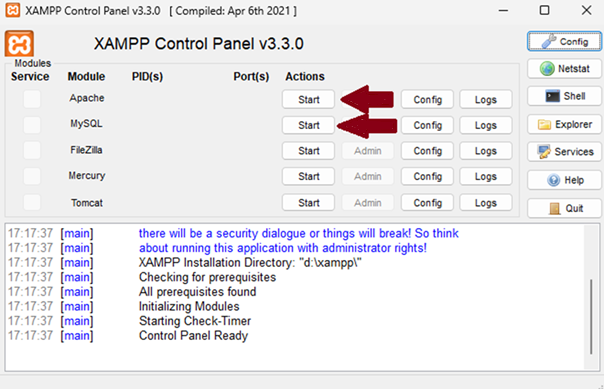 XAMPP Control Panel v3.3.0 [ Compiled: Apr 6th 2021 ]
XAMPP Control Panel v3.3.0
Config
Modules
Service Module PID(s) Port(s) Actions
Netstat
Apache Start Config Logs
Shell
MySQL Start Config Logs
Explorer
FileZilla Start Admin Config Logs
Services
Mercury Start Admin Config Logs
Help
Tomcat Start Admin Config Logs
Quit
17:17:37 [main] there will be a security dialogue or things will break! So think
17:17:37 [main] about running this application with administrator rights!
17:17:37 [main] XAMPP Installation Directory: "d:\xampp\"
17:17:37 [main] Checking for prerequisites
17:17:37 [main] All prerequisites found
17:17:37 [main] Initializing Modules
17:17:37 [main] Starting Check-Timer
17:17:37 [main] Control Panel Ready